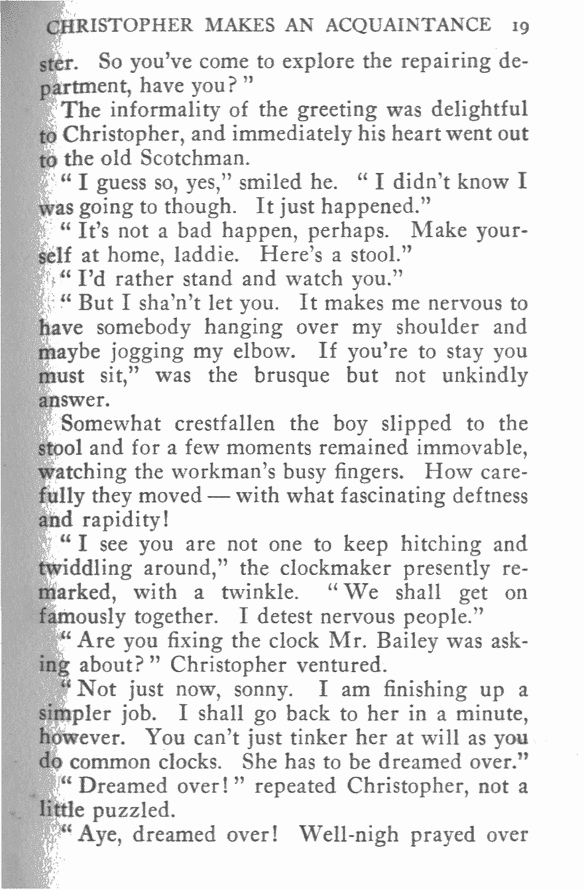 CHRISTOPHER MAKES AN ACQUAINTANCE 19
ster. So you've come to explore the repairing de-
partment, have you? "
The informality of the greeting was delightful
to Christopher, and immediately his heart went out
to the old Scotchman.
" I guess so, yes," smiled he. " I didn't know I
was going to though. It just happened."
" It's not a bad happen, perhaps. Make your-
self at home, laddie. Here's a stool."
" I'd rather stand and watch you."
" But I sha'n't let you. It makes me nervous to
have somebody hanging over my shoulder and
maybe jogging my elbow. If you're to stay you
must sit," was the brusque but not unkindly
answer.
Somewhat crestfallen the boy slipped to the
stool and for a few moments remained immovable,
watching the workman's busy fingers. How care-
fully they moved — with what fascinating deftness
and rapidity!
" I see you are not one to keep hitching and
twiddling around," the clockmaker presently re-
marked, with a twinkle. " We shall get on
famously together. I detest nervous people."
" Are you fixing the clock Mr. Bailey was ask-
ing about? " Christopher ventured.
" Not just now, sonny. I am finishing up a
simpler job. I shall go back to her in a minute,
however. You can't just tinker her at will as you
do common clocks. She has to be dreamed over."
" Dreamed over! " repeated Christopher, not a
little puzzled.
" Aye, dreamed over! Well-nigh prayed over